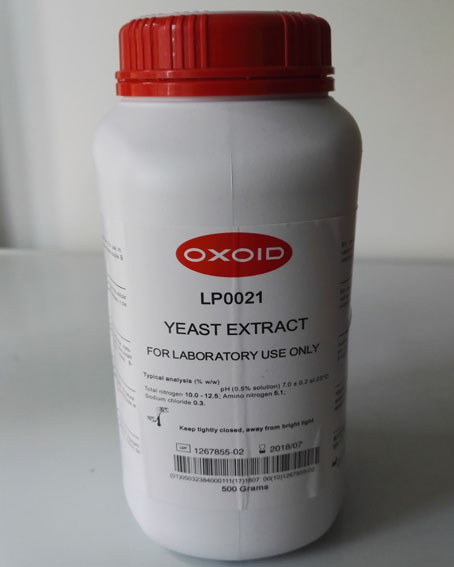 OXOID
LP0021
YEAST EXTRACT
FOR LABORATORY USE ONLY
Typical analysis (% w/w)
pH (0.5% solution) 7.0 ± 0.2 at 25°C
Total nitrogen 10.0 - 12.5; Amino nitrogen 5.1;
Sodium chloride 0.3.
Keep tightly closed, away from bright light
LOT 1267855-02 2018/07
500 Grams